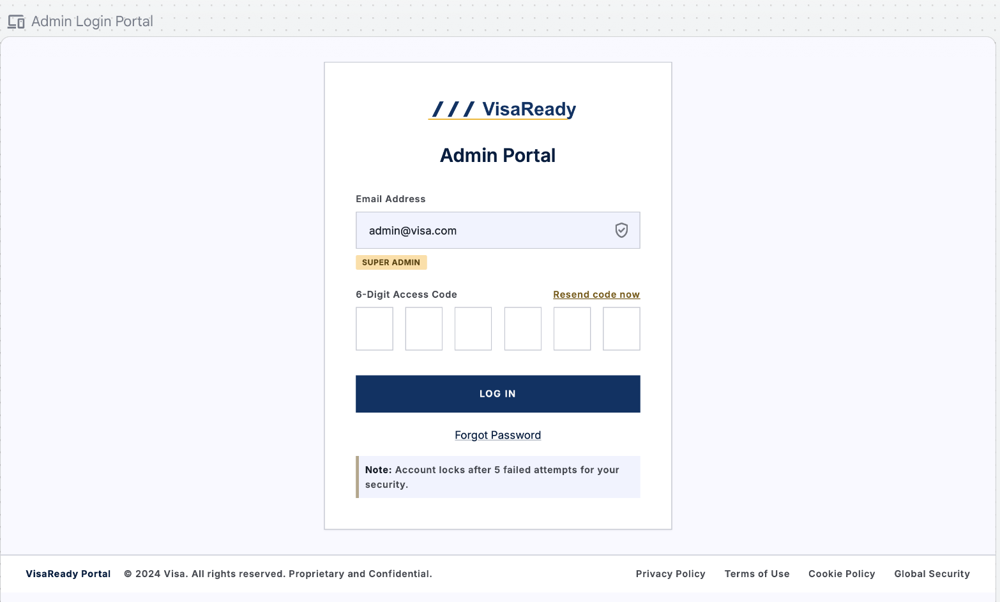 Admin Login Portal
/// VisaReady
Admin Portal
Email Address
admin@visa.com
SUPER ADMIN
6-Digit Access Code
Resend code now
LOG IN
Forgot Password
Note: Account locks after 5 failed attempts for your
security.
VisaReady Portal
© 2024 Visa. All rights reserved. Proprietary and Confidential.
Privacy Policy
Terms of Use
Cookie Policy
Global Security